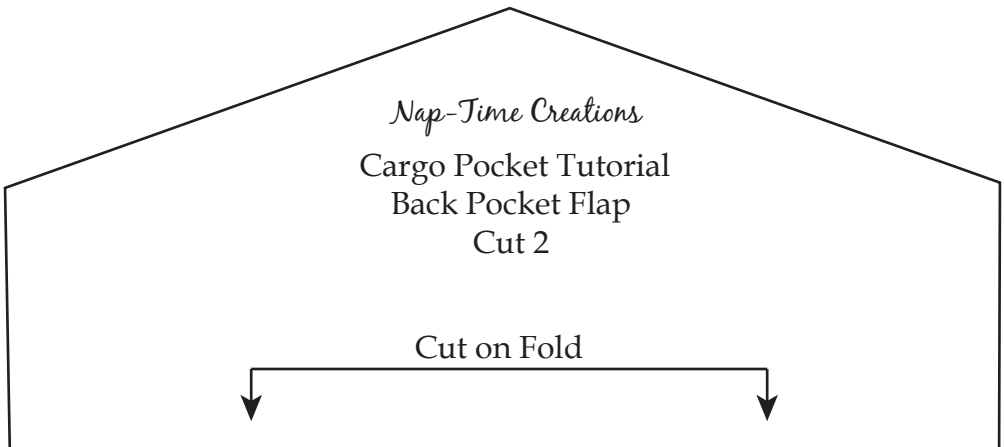 Nap-Time Creations
Cargo Pocket Tutorial
Back Pocket Flap
Cut 2
Cut on Fold